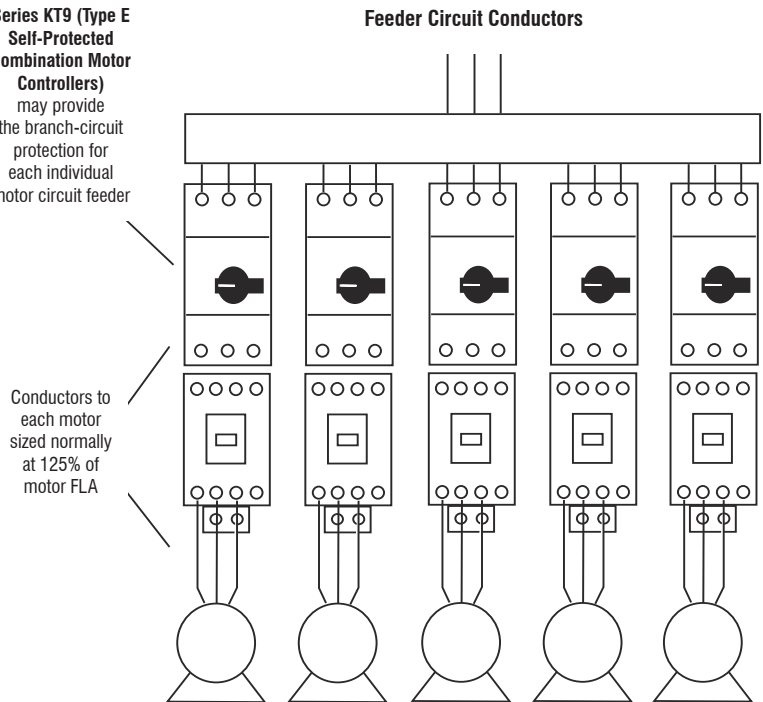 Series KT9 (Type E
Self-Protected
ombination Motor
Controllers)
may provide
the branch-circuit
protection for
each individual
motor circuit feeder
Feeder Circuit Conductors
Conductors to
each motor
sized normally
at 125% of
motor FLA